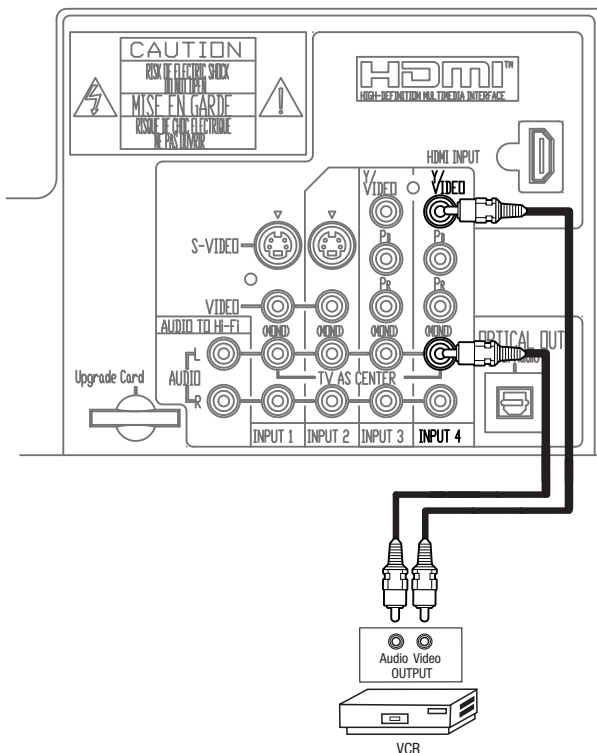 CAUTION
RISK OF ELECTRIC SHOCK
DO NOT OPEN
MISE EN GARDE
RISQUE DE CHOC ELECTRIQUE
NE PAS OUVRIR
HDMI™
HIGH-DEFINITION MULTIMEDIA INTERFACE
HDMI INPUT
Y/
VIDEO
Y/
VIDEO
S-VIDEO
PB
PB
PR
PR
VIDEO
AUDIO TO Hi-Fi
(MONO)
(MONO)
(MONO)
(MONO)
OPTICAL OUT
L
AUDIO
R
TV AS CENTER
Upgrade Card
INPUT 1
INPUT 2
INPUT 3
INPUT 4
Audio Video
OUTPUT
VCR